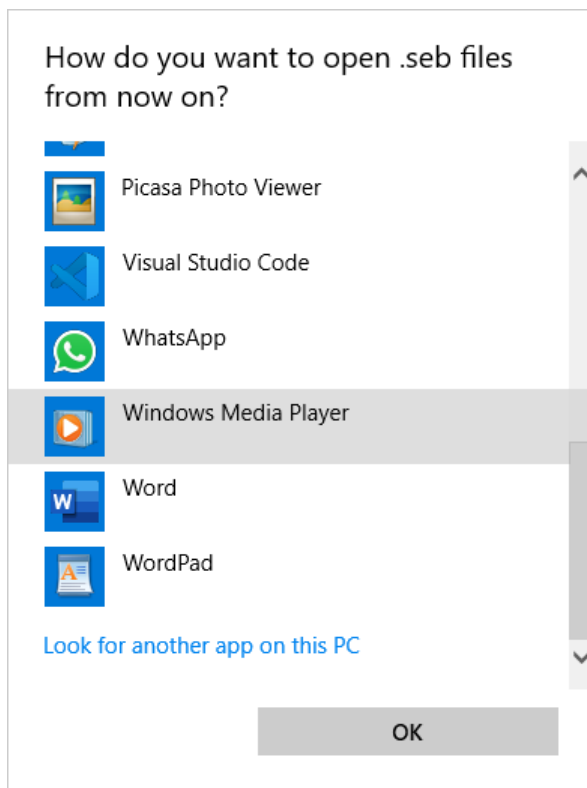 How do you want to open .seb files
from now on?
Picasa Photo Viewer
Visual Studio Code
WhatsApp
Windows Media Player
Word
WordPad
Look for another app on this PC
OK